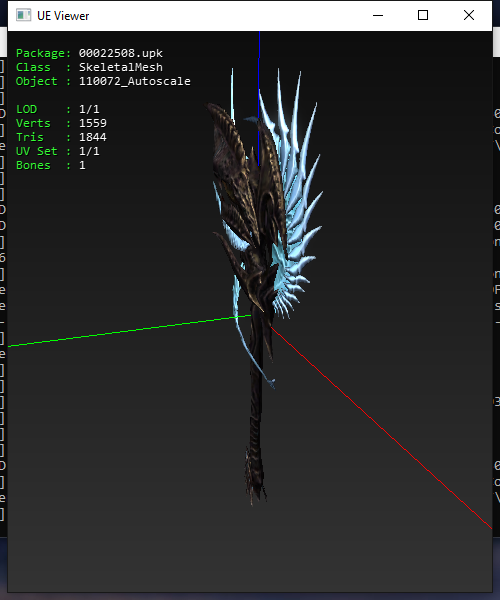 UE Viewer
Package: 00022508.upk
Class : SkeletalMesh
Object : 110072_Autoscale
LOD : 1/1
Verts : 1559
Tris : 1844
UV Set : 1/1
Bones : 1